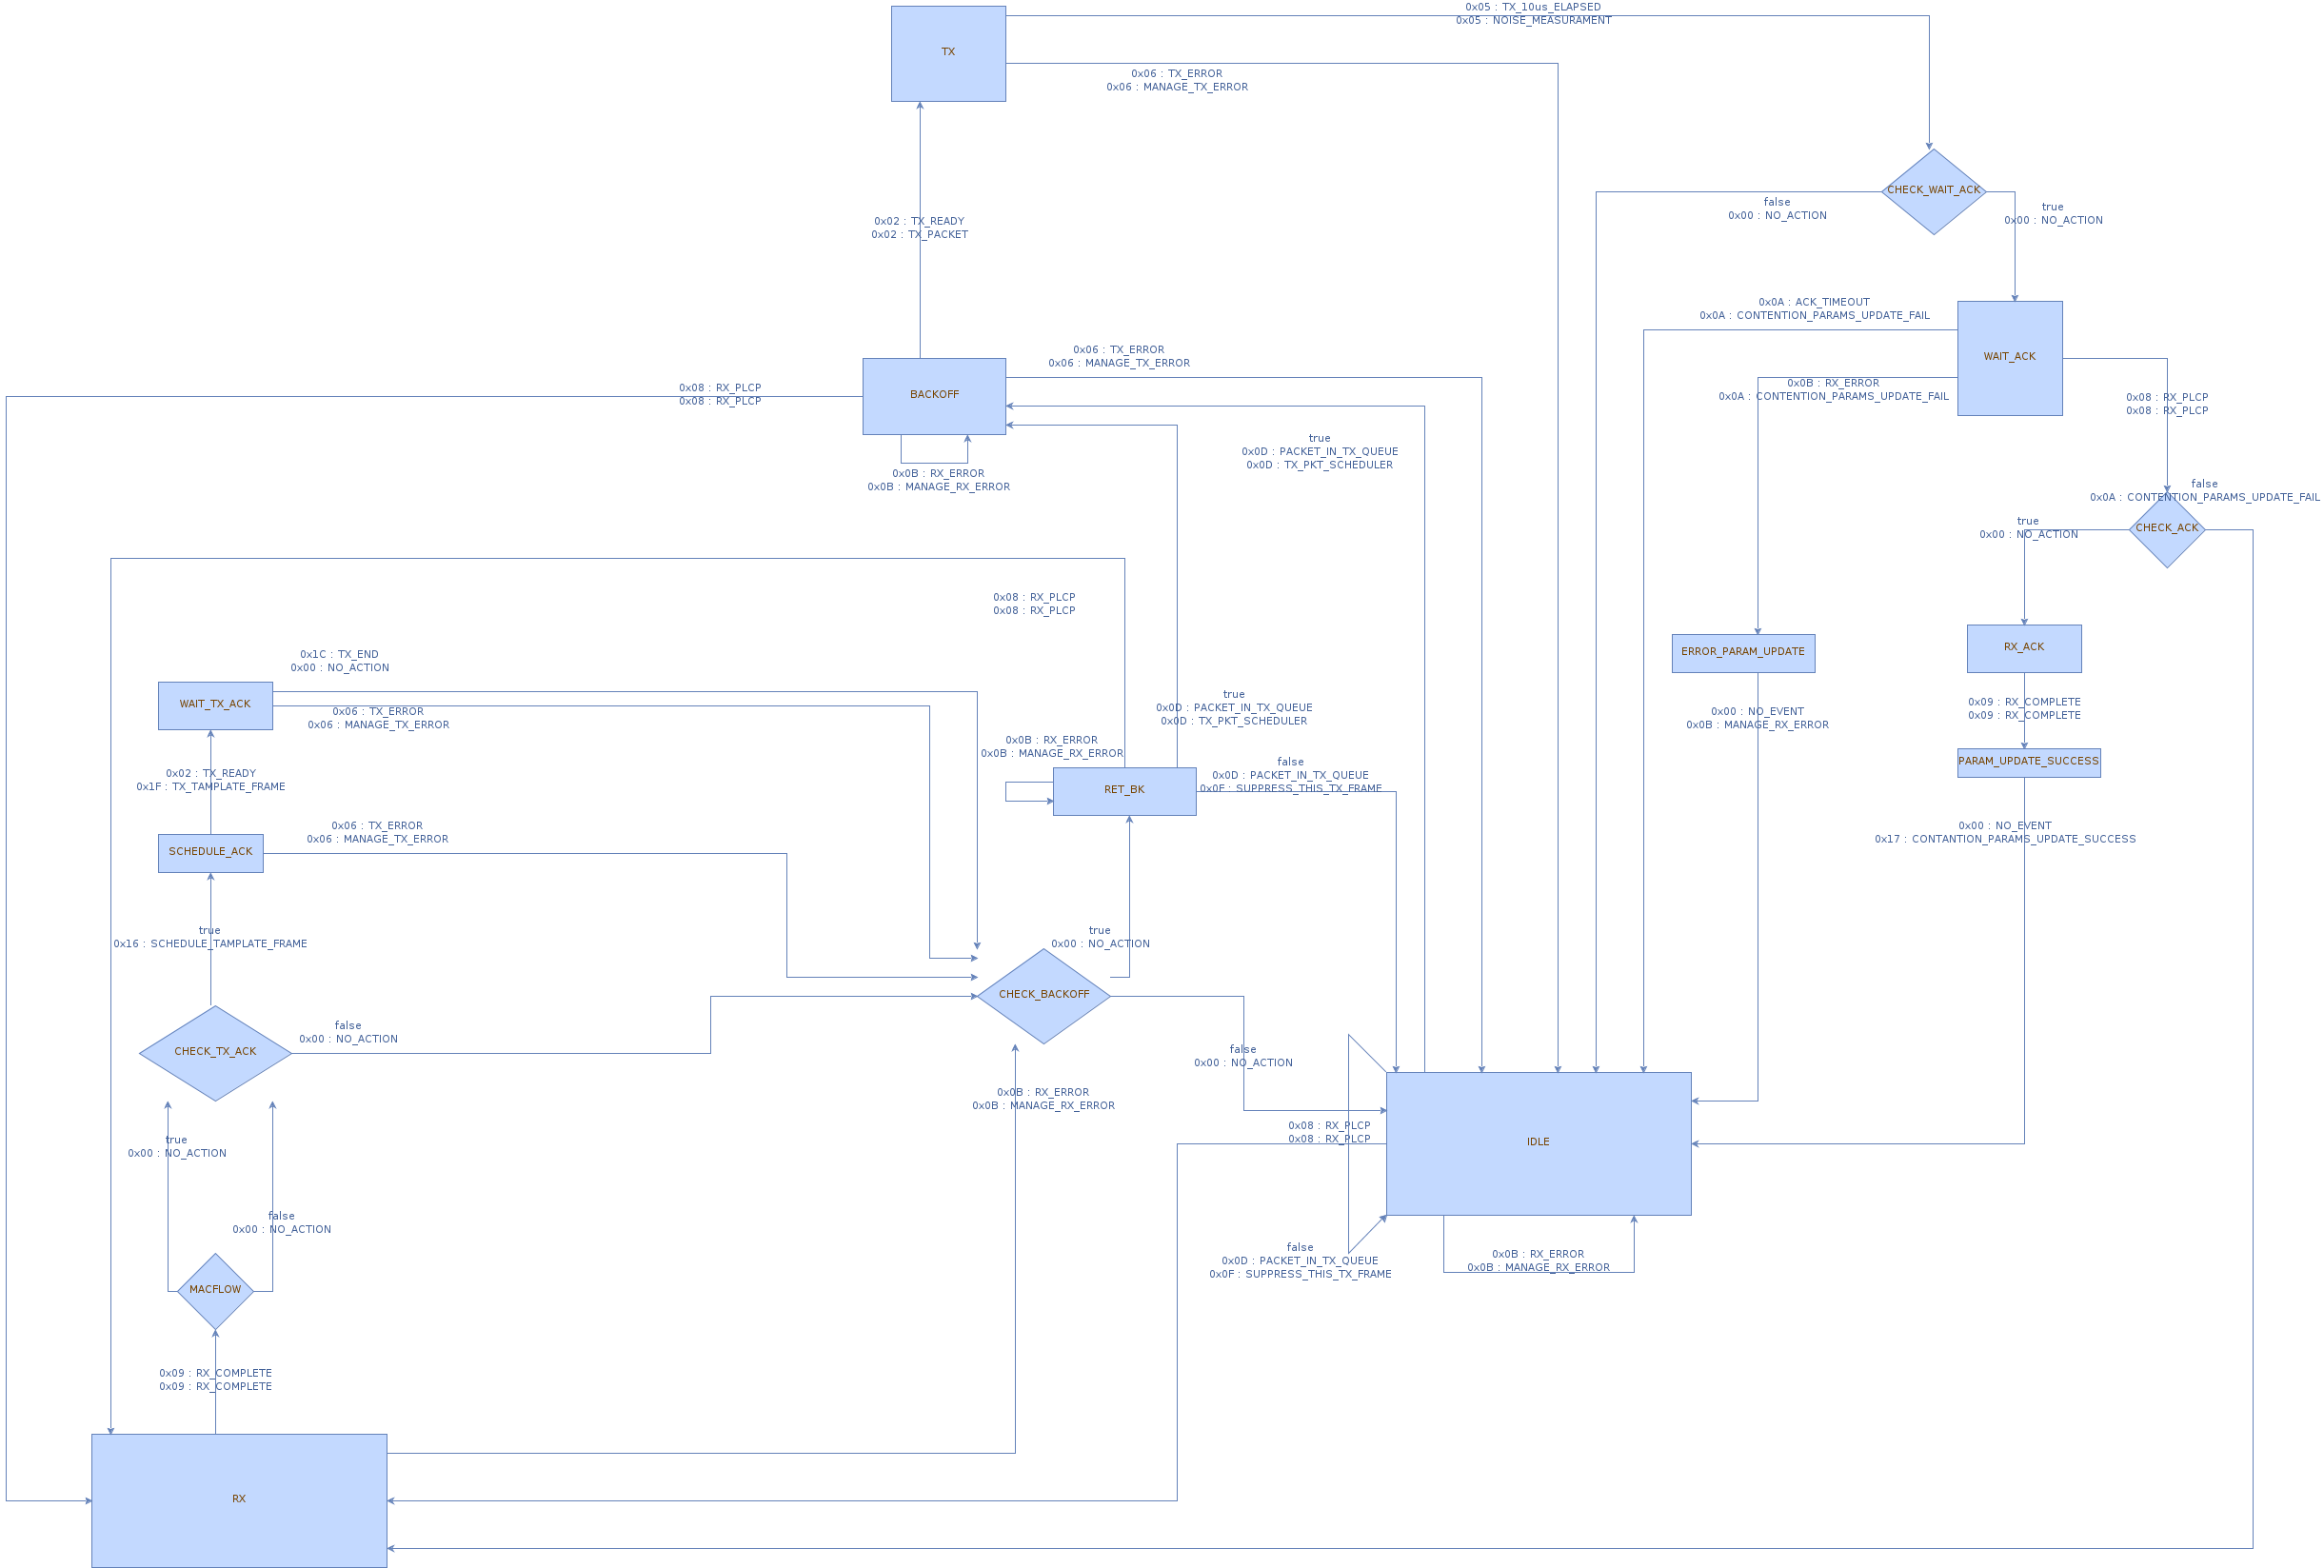 0x05 : TX_10us_ELAPSED
0x05 : NOISE_MEASURAMENT
TX
0x06 : TX_ERROR
0x06 : MANAGE_TX_ERROR
CHECK_WAIT_ACK
false
0x00 : NO_ACTION
true
0x00 : NO_ACTION
0x02 : TX_READY
0x02 : TX_PACKET
0x0A : ACK_TIMEOUT
0x0A : CONTENTION_PARAMS_UPDATE_FAIL
WAIT_ACK
0x06 : TX_ERROR
0x06 : MANAGE_TX_ERROR
0x08 : RX_PLCP
0x08 : RX_PLCP
BACKOFF
0x0B : RX_ERROR
0x0A : CONTENTION_PARAMS_UPDATE_FAIL
0x08 : RX_PLCP
0x08 : RX_PLCP
true
0x0D : PACKET_IN_TX_QUEUE
0x0D : TX_PKT_SCHEDULER
0x0B : RX_ERROR
0x0B : MANAGE_RX_ERROR
false
0x0A : CONTENTION_PARAMS_UPDATE_FAIL
true
0x00 : NO_ACTION
CHECK_ACK
0x08 : RX_PLCP
0x08 : RX_PLCP
0x1C : TX_END
0x00 : NO_ACTION
ERROR_PARAM_UPDATE
RX_ACK
WAIT_TX_ACK
0x06 : TX_ERROR
0x06 : MANAGE_TX_ERROR
true
0x0D : PACKET_IN_TX_QUEUE
0x0D : TX_PKT_SCHEDULER
0x00 : NO_EVENT
0x0B : MANAGE_RX_ERROR
0x09 : RX_COMPLETE
0x09 : RX_COMPLETE
0x0B : RX_ERROR
0x0B : MANAGE_RX_ERROR
false
0x0D : PACKET_IN_TX_QUEUE
0x0F : SUPPRESS_THIS_TX_FRAME
PARAM_UPDATE_SUCCESS
0x02 : TX_READY
0x1F : TX_TAMPLATE_FRAME
RET_BK
0x06 : TX_ERROR
0x06 : MANAGE_TX_ERROR
0x00 : NO_EVENT
0x17 : CONTANTION_PARAMS_UPDATE_SUCCESS
SCHEDULE_ACK
true
0x16 : SCHEDULE_TAMPLATE_FRAME
true
0x00 : NO_ACTION
CHECK_BACKOFF
false
0x00 : NO_ACTION
CHECK_TX_ACK
false
0x00 : NO_ACTION
0x0B : RX_ERROR
0x0B : MANAGE_RX_ERROR
true
0x00 : NO_ACTION
0x08 : RX_PLCP
0x08 : RX_PLCP
IDLE
false
0x00 : NO_ACTION
false
0x0D : PACKET_IN_TX_QUEUE
0x0F : SUPPRESS_THIS_TX_FRAME
0x0B : RX_ERROR
0x0B : MANAGE_RX_ERROR
MACFLOW
0x09 : RX_COMPLETE
0x09 : RX_COMPLETE
RX